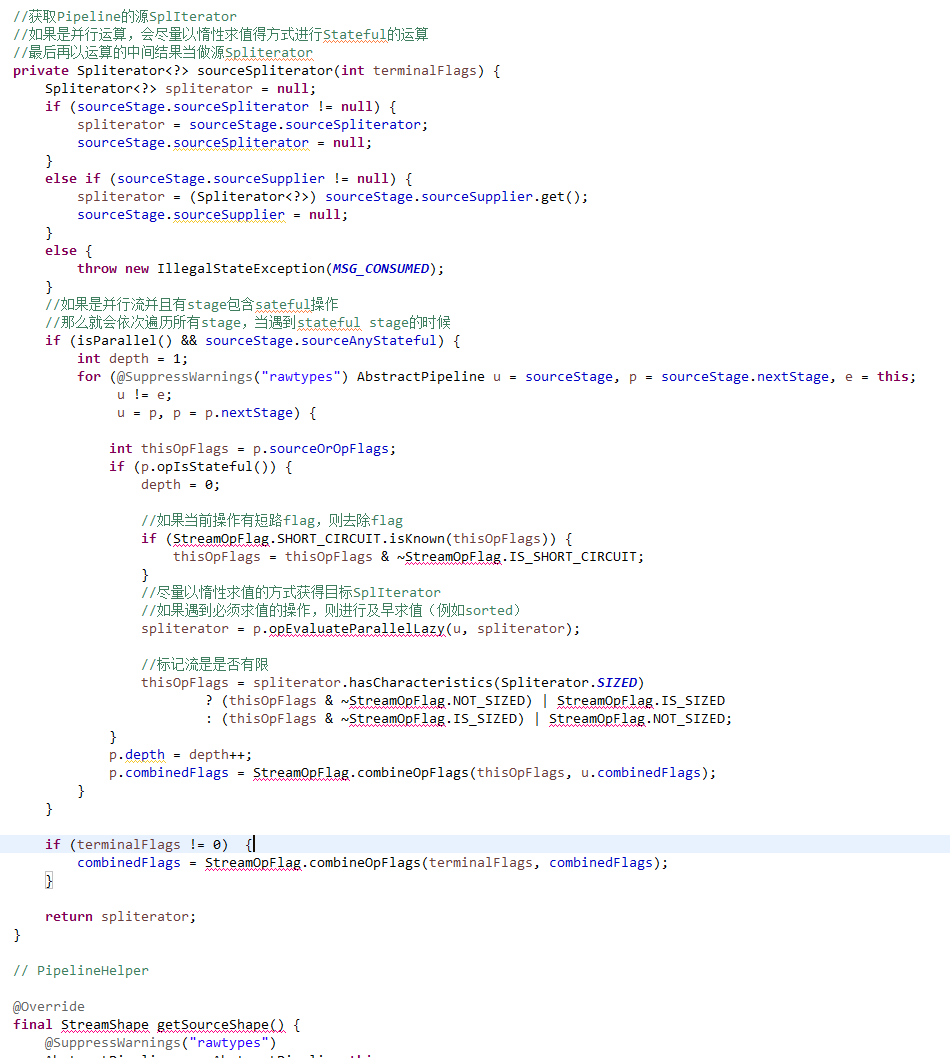 //获取Pipeline的源SplIterator
//如果是并行运算，会尽量以惰性求值得方式进行Stateful的运算
//最后再以运算的中间结果当做源Spliterator
private Spliterator<?> sourceSpliterator(int terminalFlags) {
    Spliterator<?> spliterator = null;
    if (sourceStage.sourceSpliterator != null) {
        spliterator = sourceStage.sourceSpliterator;
        sourceStage.sourceSpliterator = null;
    }
    else if (sourceStage.sourceSupplier != null) {
        spliterator = (Spliterator<?>) sourceStage.sourceSupplier.get();
        sourceStage.sourceSupplier = null;
    }
    else {
        throw new IllegalStateException(MSG_CONSUMED);
    }
    //如果是并行流并且有stage包含sateful操作
    //那么就会依次遍历所有stage，当遇到stateful stage的时候
    if (isParallel() && sourceStage.sourceAnyStateful) {
        int depth = 1;
        for (@SuppressWarnings("rawtypes") AbstractPipeline u = sourceStage, p = sourceStage.nextStage, e = this;
             u != e;
             u = p, p = p.nextStage) {

            int thisOpFlags = p.sourceOrOpFlags;
            if (p.opIsStateful()) {
                depth = 0;

                //如果当前操作有短路flag，则去除flag
                if (StreamOpFlag.SHORT_CIRCUIT.isKnown(thisOpFlags)) {
                    thisOpFlags = thisOpFlags & ~StreamOpFlag.IS_SHORT_CIRCUIT;
                }
                //尽量以惰性求值的方式获得目标SplIterator
                //如果遇到必须求值的操作，则进行及早求值（例如sorted）
                spliterator = p.opEvaluateParallelLazy(u, spliterator);

                //标记流是是否有限
                thisOpFlags = spliterator.hasCharacteristics(Spliterator.SIZED)
                        ? (thisOpFlags & ~StreamOpFlag.NOT_SIZED) | StreamOpFlag.IS_SIZED
                        : (thisOpFlags & ~StreamOpFlag.IS_SIZED) | StreamOpFlag.NOT_SIZED;
            }
            p.depth = depth++;
            p.combinedFlags = StreamOpFlag.combineOpFlags(thisOpFlags, u.combinedFlags);
        }
    }

    if (terminalFlags != 0)  {
        combinedFlags = StreamOpFlag.combineOpFlags(terminalFlags, combinedFlags);
    }

    return spliterator;
}

// PipelineHelper

@Override
final StreamShape getSourceShape() {
    @SuppressWarnings("rawtypes")